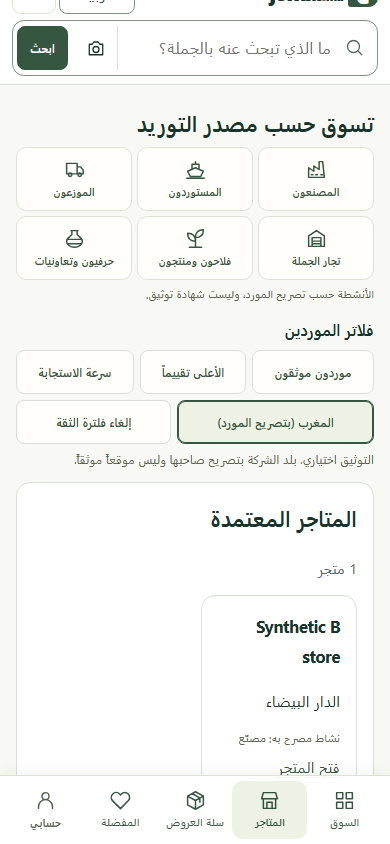 ما الذي تبحث عنه بالجملة؟
ابحث
تسوق حسب مصدر التوريد
المصنعون
المستوردون
الموزعون
تجار الجملة
فلاحون ومنتجون
حرفيون وتعاونيات
الأنشطة حسب تصريح المورد، وليست شهادة توثيق.
فلاتر الموردين
موردون موثقون
الأعلى تقييماً
سرعة الاستجابة
المغرب (بتصريح المورد)
إلغاء فلترة الثقة
التوثيق اختياري. بلد الشركة بتصريح صاحبها وليس موقعاً موثقاً.
المتاجر المعتمدة
1 متجر
Synthetic B
store
الدار البيضاء
نشاط مصرح به: مصنّع
فتح المتجر
السوق
المتاجر
سلة العروض
المفضلة
حسابي